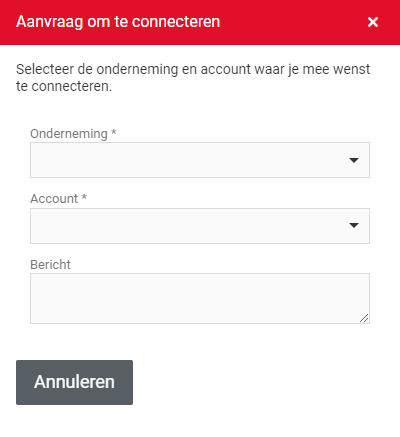 Aanvraag om te connecteren
Selecteer de onderneming en account waar je mee wenst
te connecteren.
Onderneming *
Account *
Bericht
Annuleren